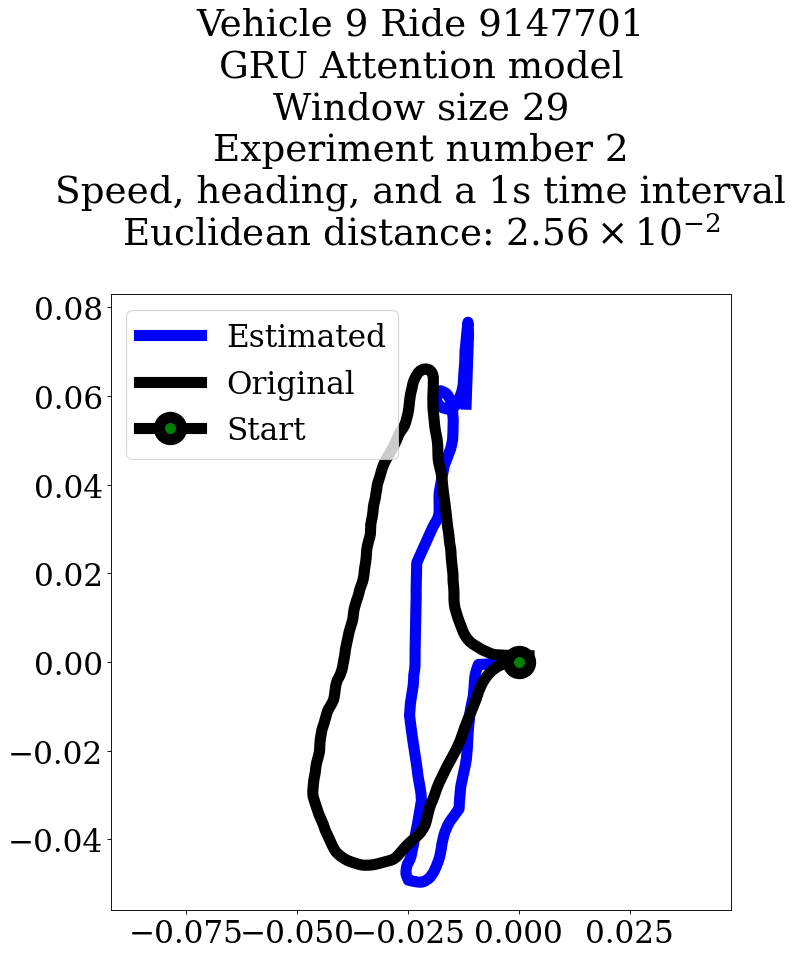 Vehicle 9 Ride 9147701
GRU Attention model
Window size 29
Experiment number 2
Speed, heading, and a 1s time interval
Euclidean distance: 2.56 × 10⁻²
0.08
Estimated
0.06
Original
Start
0.04
0.02
0.00
−0.02
−0.04
−0.075 −0.050 −0.025 0.000 0.025